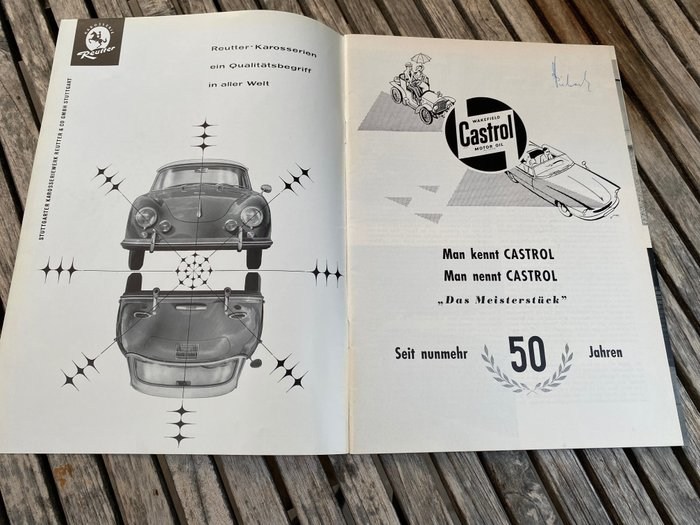 KAROSSERIE
Reutter
Reutter-Karosserien
ein Qualitätsbegriff
in aller Welt
STUTTGARTER KAROSSERIEWERK REUTTER & CO GMBH STUTTGART
WAKEFIELD
Castrol
MOTOR OIL
Man kennt CASTROL
Man nennt CASTROL
„Das Meisterstück”
Seit nunmehr 50 Jahren